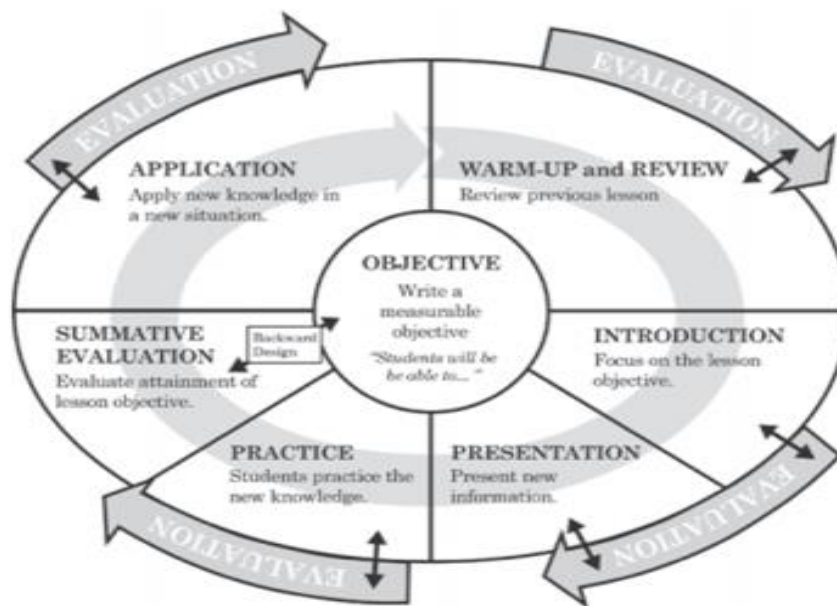 EVALUATION
EVALUATION
APPLICATION
Apply new knowledge in
a new situation.
WARM-UP and REVIEW
Review previous lesson
OBJECTIVE
Write a
measurable
objective
"Students will be
be able to... "
SUMMATIVE
EVALUATION
Evaluate attainment of
lesson objective.
Backward
Design
INTRODUCTION
Focus on the lesson
objective.
PRACTICE
Students practice the
new knowledge.
PRESENTATION
Present new
information.
EVALUATION
EVALUATION